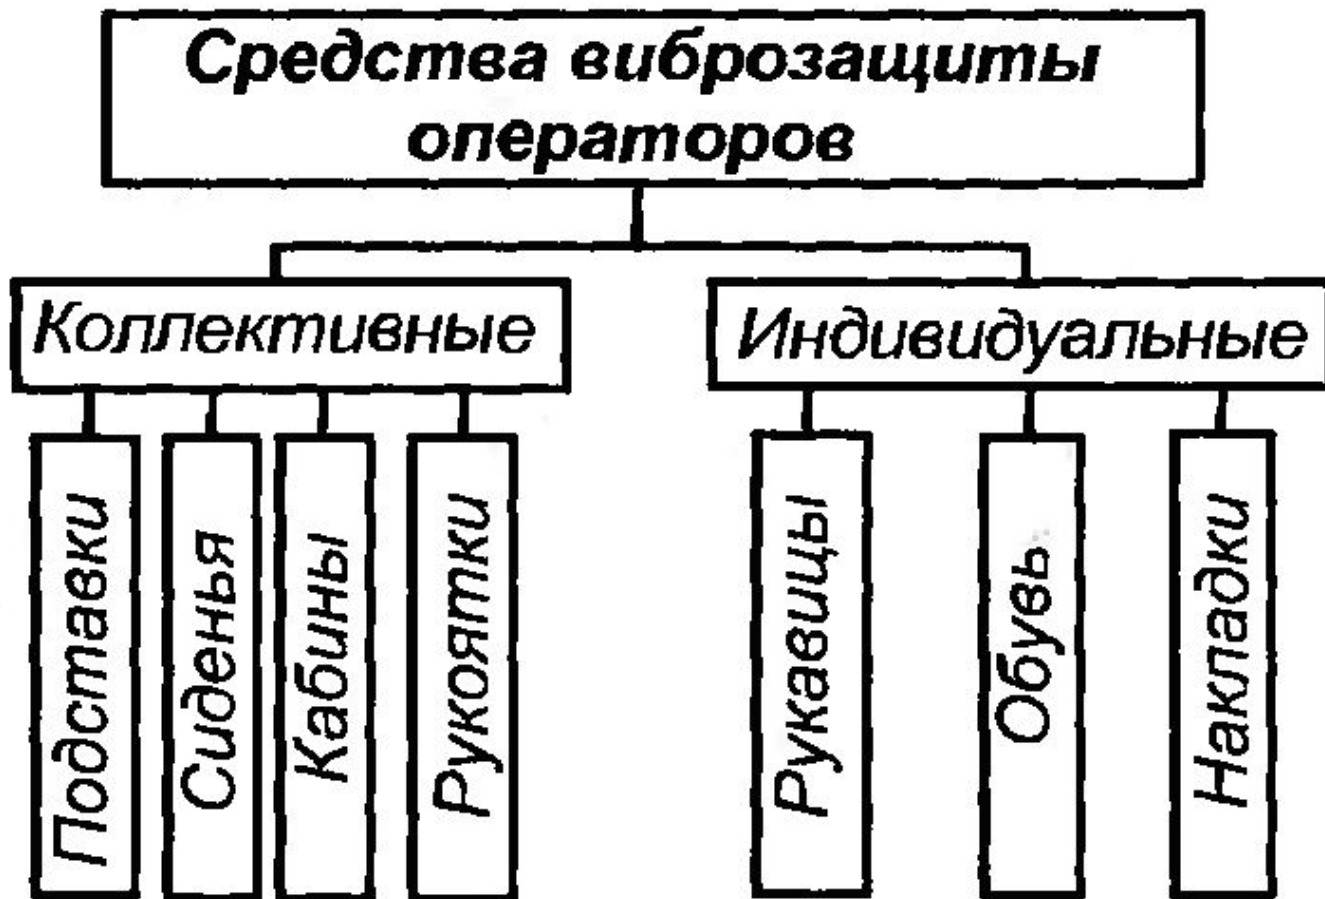 Средства виброзащиты
операторов
Коллективные
Индивидуальные
Подставки
Сиденья
Кабины
Рукоятки
Рукавицы
Обувь
Накладки